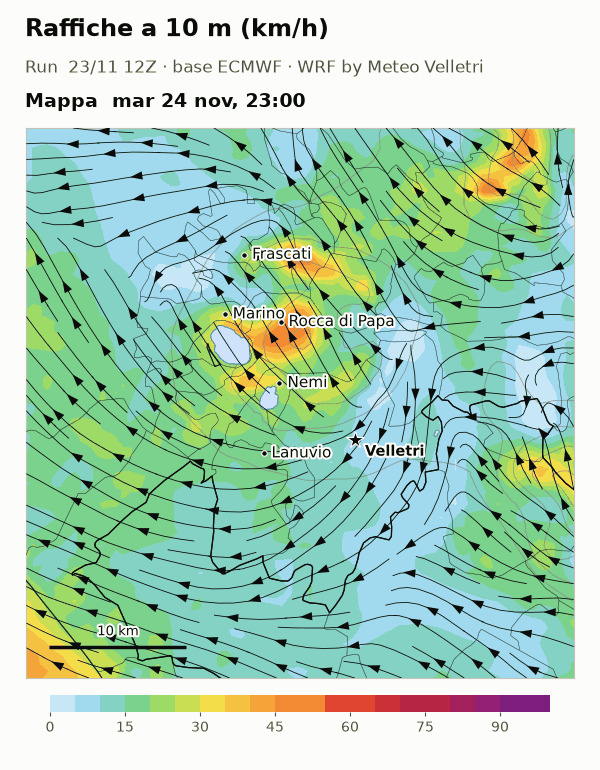 Raffiche a 10 m (km/h)
Run  23/11 12Z · base ECMWF · WRF by Meteo Velletri
Mappa  mar 24 nov, 23:00
Frascati
Marino
Rocca di Papa
Nemi
Velletri
Lanuvio
10 km
0 15 30 45 60 75 90